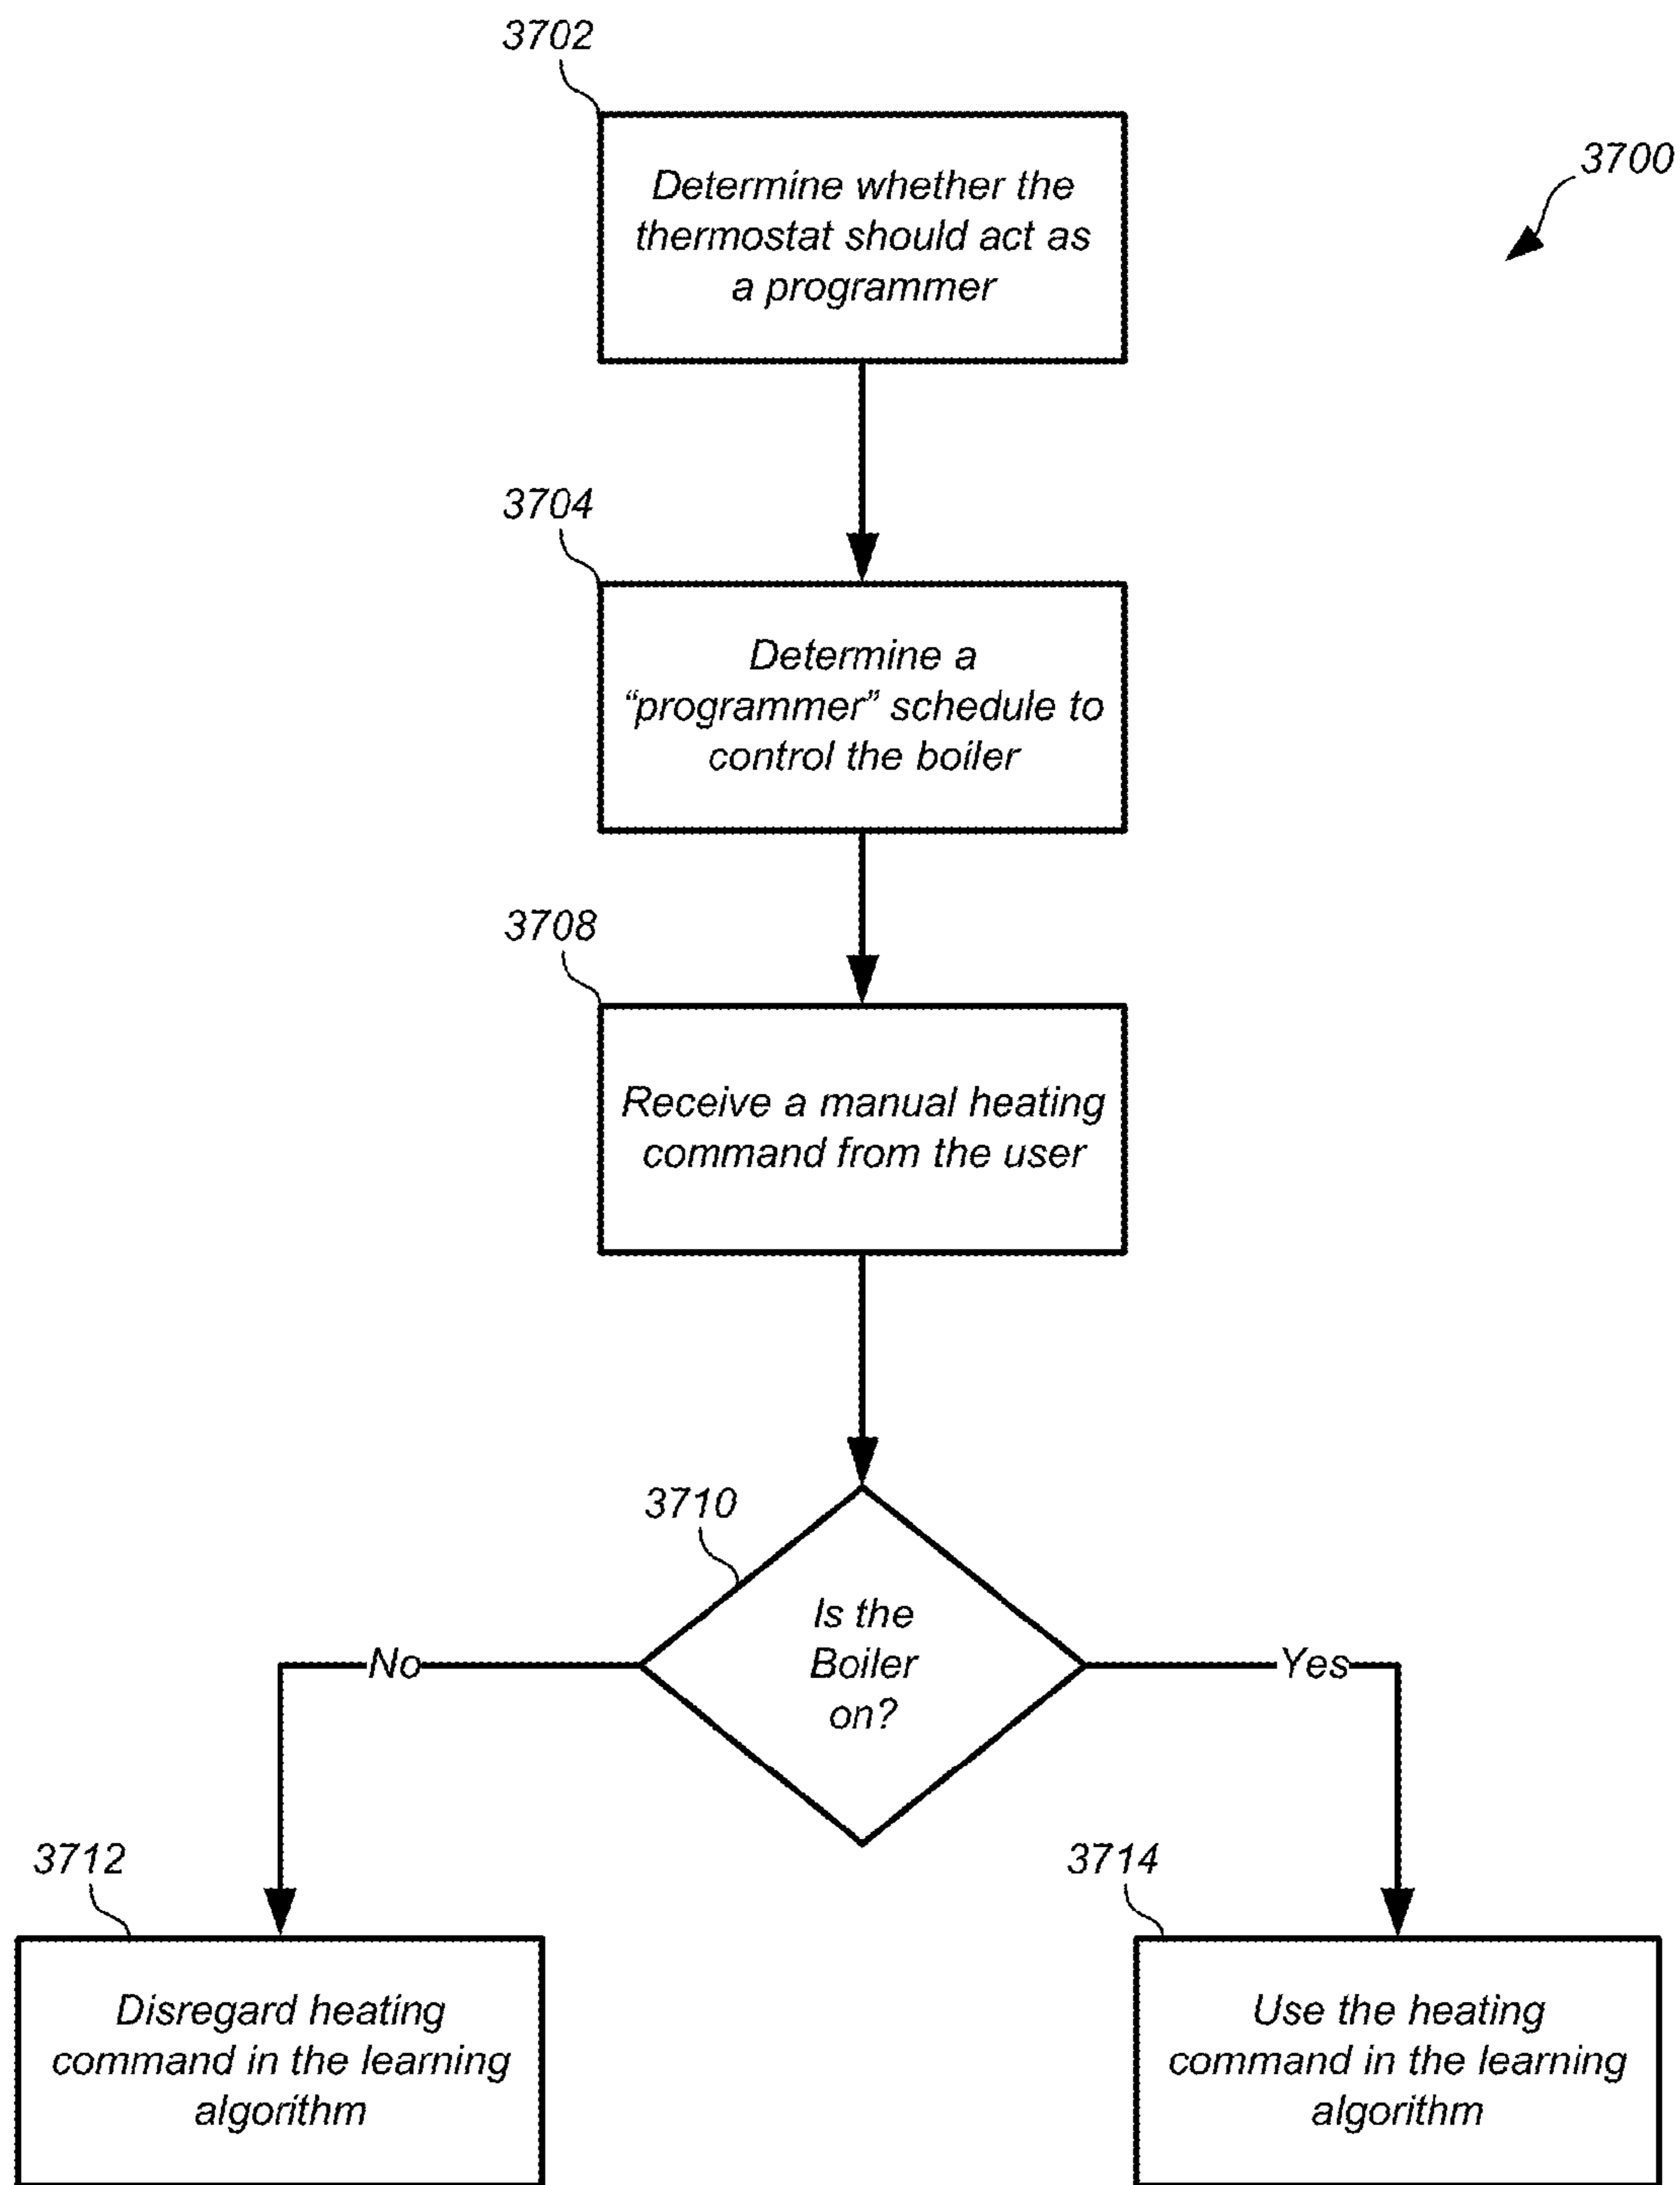 3702
3700
Determine whether the
thermostat should act as
a programmer
3704
Determine a
“programmer” schedule to
control the boiler
3708
Receive a manual heating
command from the user
3710
Is the
Boiler
on?
No
Yes
3712
3714
Disregard heating
command in the learning
algorithm
Use the heating
command in the learning
algorithm